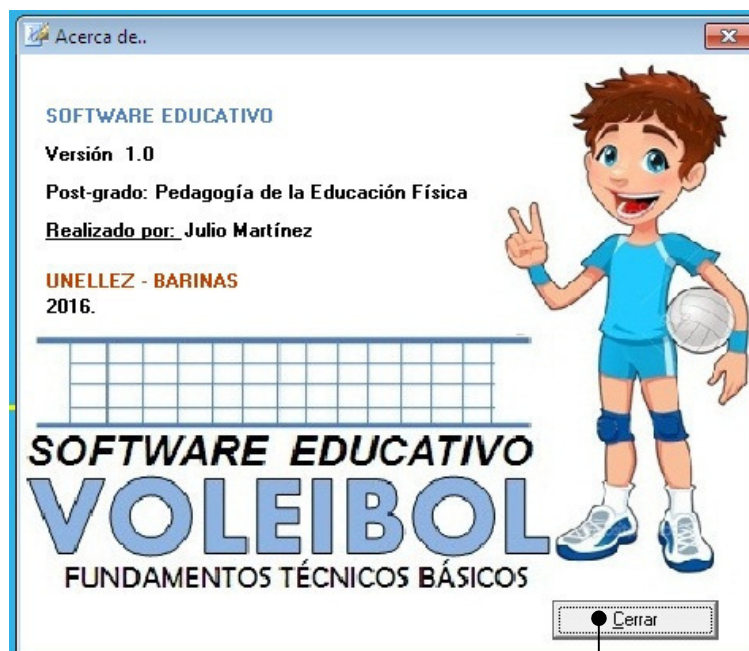 Acerca de..
SOFTWARE EDUCATIVO
Versión 1.0
Post-grado: Pedagogía de la Educación Física
Realizado por: Julio Martínez
UNELLEZ - BARINAS
2016.
SOFTWARE EDUCATIVO
VOLEIBOL
FUNDAMENTOS TÉCNICOS BÁSICOS
Cerrar